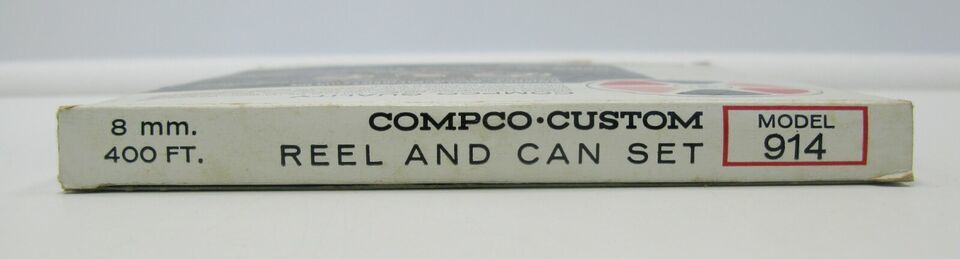 8 mm.
400 FT.
COMPCO·CUSTOM
REEL AND CAN SET
MODEL
914